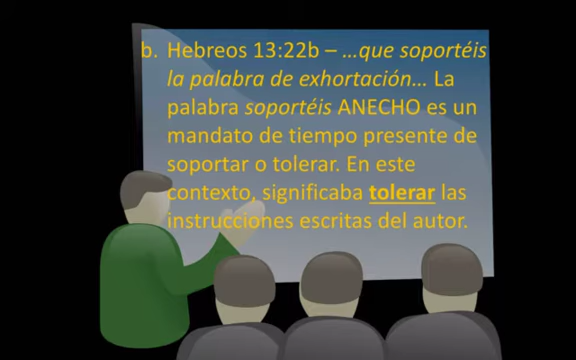 b. Hebreos 13:22b – …que soportéis
la palabra de exhortación… La
palabra soportéis ANECHO es un
mandato de tiempo presente de
soportar o tolerar. En este
contexto, significaba tolerar las
instrucciones escritas del autor.